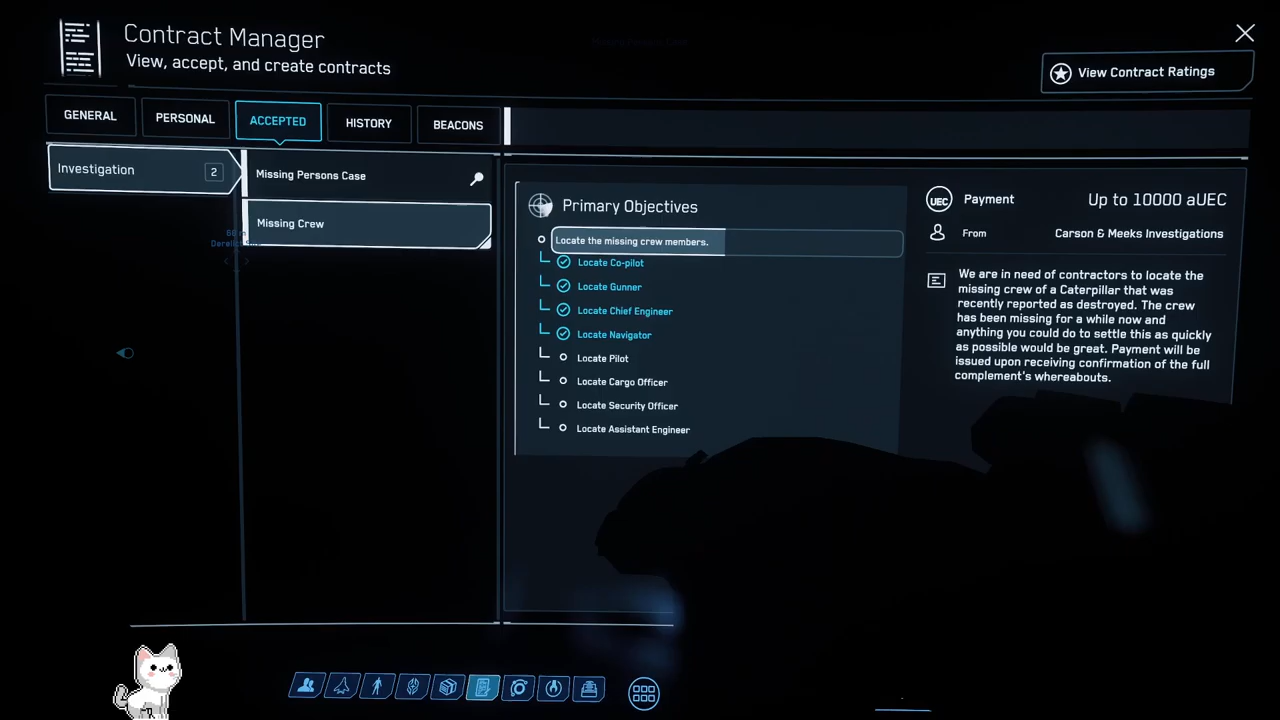 Contract Manager
View, accept, and create contracts
View Contract Ratings
GENERAL
PERSONAL
ACCEPTED
HISTORY
BEACONS
Investigation
2
Missing Persons Case
Missing Crew
Primary Objectives
Locate the missing crew members.
Locate Co-pilot
Locate Gunner
Locate Chief Engineer
Locate Navigator
Locate Pilot
Locate Cargo Officer
Locate Security Officer
Locate Assistant Engineer
UEC
Payment
Up to 10000 aUEC
From
Carson & Meeks Investigations
We are in need of contractors to locate the
missing crew of a Caterpillar that was
recently reported as destroyed. The crew
has been missing for a while now and
anything you could do to settle this as quickly
as possible would be great. Payment will be
issued upon receiving confirmation of the full
complement's whereabouts.